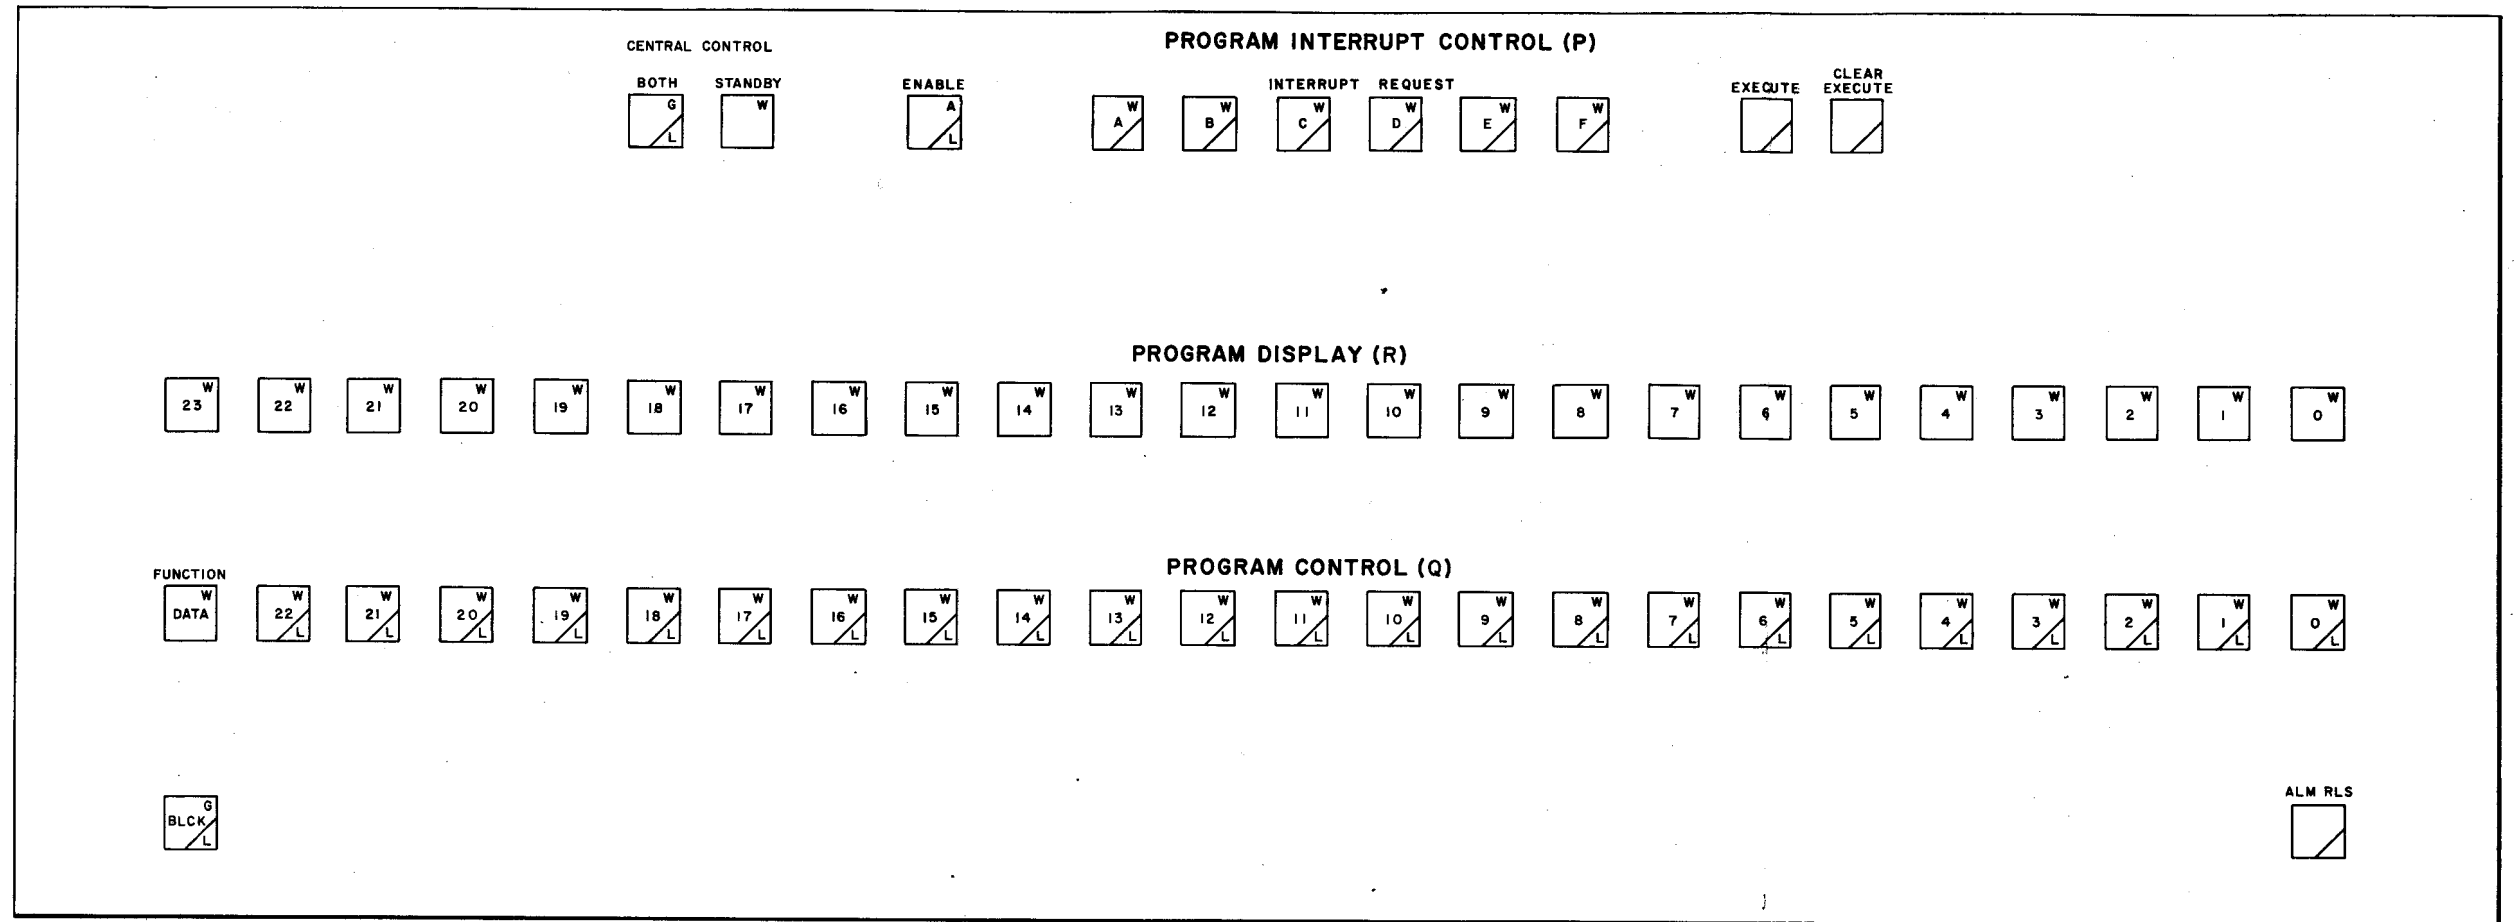 PROGRAM INTERRUPT CONTROL (P)
CENTRAL CONTROL
BOTH STANDBY ENABLE INTERRUPT REQUEST EXECUTE CLEAR EXECUTE
G W A W W W W W W
L L A B C D E F
PROGRAM DISPLAY (R)
W W W W W W W W W W W W W W W W W W W W W W W W
23 22 21 20 19 18 17 16 15 14 13 12 11 10 9 8 7 6 5 4 3 2 1 0
PROGRAM CONTROL (Q)
FUNCTION
W W W W W W W W W W W W W W W W W W W W W W W W
DATA 22 21 20 19 18 17 16 15 14 13 12 11 10 9 8 7 6 5 4 3 2 1 0
L L L L L L L L L L L L L L L L L L L L L L L
ALM RLS
G
BLCK
L